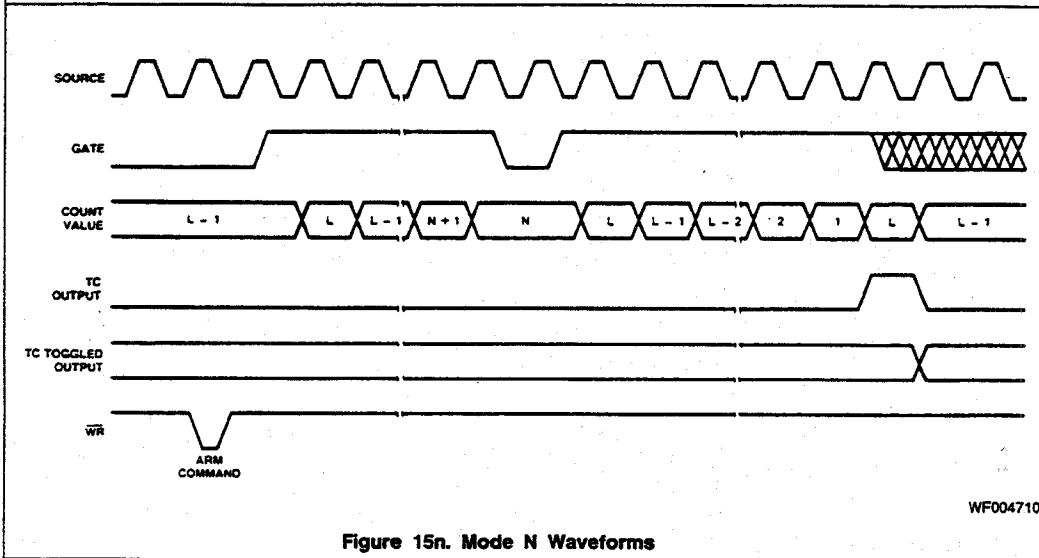 SOURCE
GATE
COUNT
VALUE
L – 1
L
L – 1
N + 1
N
L
L – 1
L – 2
2
1
L
L – 1
TC
OUTPUT
TC TOGGLED
OUTPUT
WR
ARM
COMMAND
WF004710
Figure 15n. Mode N Waveforms